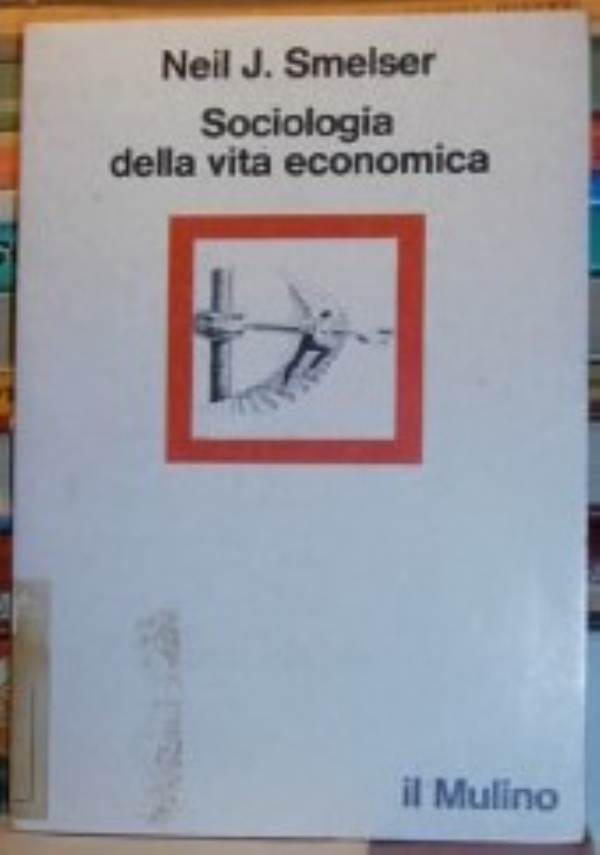 Neil J. Smelser
Sociologia
della vita economica
il Mulino